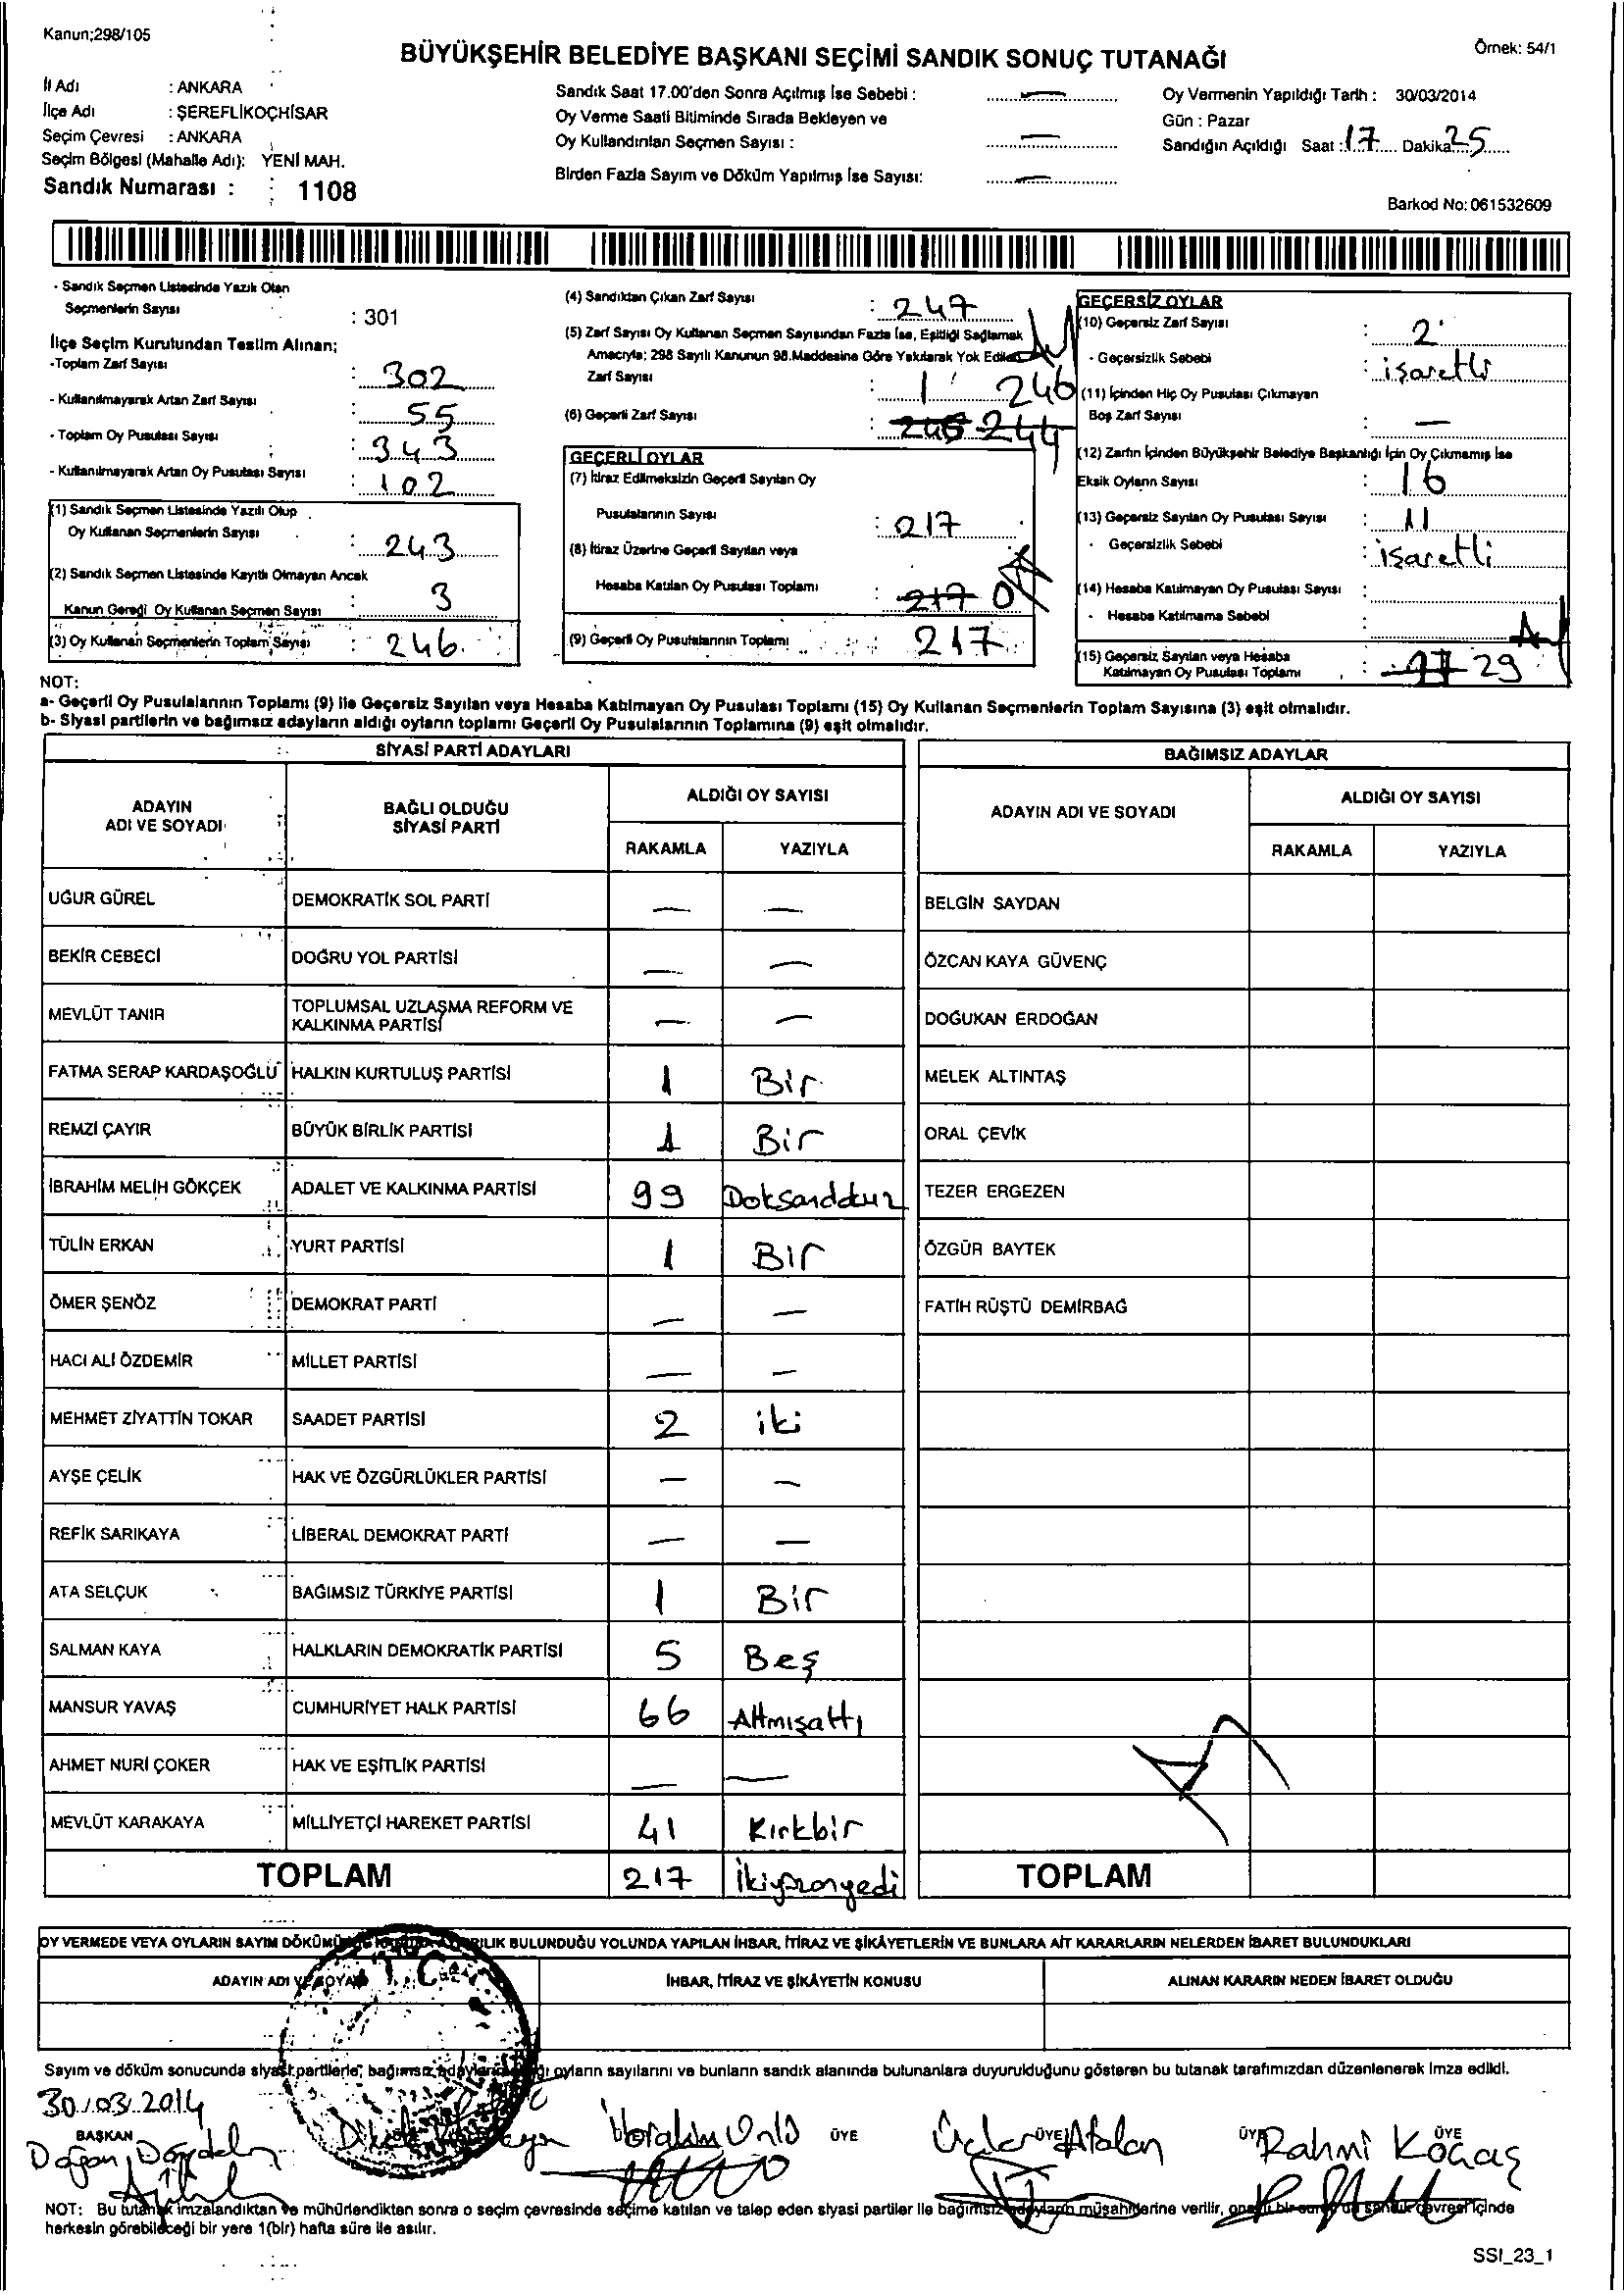 Kanun;298/105
Örnek: 54/1
BÜYÜKŞEHİR BELEDİYE BAŞKANI SEÇİMİ SANDIK SONUÇ TUTANAĞI
İl Adı : ANKARA
İlçe Adı : ŞEREFLİKOÇHİSAR
Seçim Çevresi : ANKARA
Seçim Bölgesi (Mahalle Adı): YENİ MAH.
Sandık Numarası : 1108
Sandık Saat 17.00'den Sonra Açılmış İse Sebebi : —
Oy Verme Saati Bitiminde Sırada Bekleyen ve
Oy Kullandırılan Seçmen Sayısı : —
Birden Fazla Sayım ve Döküm Yapılmış İse Sayısı: —
Oy Vermenin Yapıldığı Tarih : 30/03/2014
Gün : Pazar
Sandığın Açıldığı Saat : 17 Dakika 25
Barkod No: 061532609
- Sandık Seçmen Listesinde Yazılı Olan
Seçmenlerin Sayısı : 301
İlçe Seçim Kurulundan Teslim Alınan;
-Toplam Zarf Sayısı : 302
- Kullanılmayarak Artan Zarf Sayısı : 55
- Toplam Oy Pusulası Sayısı : 343
- Kullanılmayarak Artan Oy Pusulası Sayısı : 102
(1) Sandık Seçmen Listesinde Yazılı Olup
Oy Kullanan Seçmenlerin Sayısı : 243
(2) Sandık Seçmen Listesinde Kayıtlı Olmayan Ancak
Kanun Gereği Oy Kullanan Seçmen Sayısı : 3
(3) Oy Kullanan Seçmenlerin Toplam Sayısı : 246
(4) Sandıktan Çıkan Zarf Sayısı : 247
(5) Zarf Sayısı Oy Kullanan Seçmen Sayısından Fazla İse, Eşitliği Sağlamak
Amacıyla; 298 Sayılı Kanunun 98.Maddesine Göre Yakılarak Yok Edilen
Zarf Sayısı : 1 246
(6) Geçerli Zarf Sayısı : 246 244
GEÇERLİ OYLAR
(7) İtiraz Edilmeksizin Geçerli Sayılan Oy
Pusulalarının Sayısı : 217
(8) İtiraz Üzerine Geçerli Sayılan veya
Hesaba Katılan Oy Pusulası Toplamı : 217 0
(9) Geçerli Oy Pusulalarının Toplamı : 217
GEÇERSİZ OYLAR
(10) Geçersiz Zarf Sayısı : 2
- Geçersizlik Sebebi : işaretli
(11) İçinden Hiç Oy Pusulası Çıkmayan
Boş Zarf Sayısı : —
(12) Zarfın İçinden Büyükşehir Belediye Başkanlığı İçin Oy Çıkmamış İse
Eksik Oyların Sayısı : 16
(13) Geçersiz Sayılan Oy Pusulası Sayısı : 11
- Geçersizlik Sebebi : işaretli
(14) Hesaba Katılmayan Oy Pusulası Sayısı :
- Hesaba Katılmama Sebebi :
(15) Geçersiz Sayılan veya Hesaba
Katılmayan Oy Pusulası Toplamı : 29
NOT:
a- Geçerli Oy Pusulalarının Toplamı (9) ile Geçersiz Sayılan veya Hesaba Katılmayan Oy Pusulası Toplamı (15) Oy Kullanan Seçmenlerin Toplam Sayısına (3) eşit olmalıdır.
b- Siyasi partilerin ve bağımsız adayların aldığı oyların toplamı Geçerli Oy Pusulalarının Toplamına (9) eşit olmalıdır.
SİYASİ PARTİ ADAYLARI
ADAYIN ADI VE SOYADI BAĞLI OLDUĞU SİYASİ PARTİ ALDIĞI OY SAYISI
RAKAMLA YAZIYLA
UĞUR GÜREL DEMOKRATİK SOL PARTİ — —
BEKİR CEBECİ DOĞRU YOL PARTİSİ — —
MEVLÜT TANIR TOPLUMSAL UZLAŞMA REFORM VE
KALKINMA PARTİSİ — —
FATMA SERAP KARDAŞOĞLU HALKIN KURTULUŞ PARTİSİ 1 Bir
REMZİ ÇAYIR BÜYÜK BİRLİK PARTİSİ 1 Bir
İBRAHİM MELİH GÖKÇEK ADALET VE KALKINMA PARTİSİ 99 Doksandokuz
TÜLİN ERKAN YURT PARTİSİ 1 Bir
ÖMER ŞENÖZ DEMOKRAT PARTİ — —
HACI ALİ ÖZDEMİR MİLLET PARTİSİ — —
MEHMET ZİYATTİN TOKAR SAADET PARTİSİ 2 iki
AYŞE ÇELİK HAK VE ÖZGÜRLÜKLER PARTİSİ — —
REFİK SARIKAYA LİBERAL DEMOKRAT PARTİ — —
ATA SELÇUK BAĞIMSIZ TÜRKİYE PARTİSİ 1 Bir
SALMAN KAYA HALKLARIN DEMOKRATİK PARTİSİ 5 Beş
MANSUR YAVAŞ CUMHURİYET HALK PARTİSİ 66 Altmışaltı
AHMET NURİ ÇOKER HAK VE EŞİTLİK PARTİSİ — —
MEVLÜT KARAKAYA MİLLİYETÇİ HAREKET PARTİSİ 41 Kırkbir
TOPLAM 217 İkiyüzonyedi
BAĞIMSIZ ADAYLAR
ADAYIN ADI VE SOYADI ALDIĞI OY SAYISI
RAKAMLA YAZIYLA
BELGİN SAYDAN
ÖZCAN KAYA GÜVENÇ
DOĞUKAN ERDOĞAN
MELEK ALTINTAŞ
ORAL ÇEVİK
TEZER ERGEZEN
ÖZGÜR BAYTEK
FATİH RÜŞTÜ DEMİRBAĞ
TOPLAM
OY VERMEDE VEYA OYLARIN SAYIM DÖKÜMÜNDE BULUNDUĞU YOLUNDA YAPILAN İHBAR, İTİRAZ VE ŞİKÂYETLERİN VE BUNLARA AİT KARARLARIN NELERDEN İBARET BULUNDUKLARI
ADAYIN ADI VE SOYADI İHBAR, İTİRAZ VE ŞİKÂYETİN KONUSU ALINAN KARARIN NEDEN İBARET OLDUĞU
T.C.
Sayım ve döküm sonucunda siyasi partilerle, bağımsız adayların oyların sayılarını ve bunların sandık alanında bulunanlara duyurulduğunu gösteren bu tutanak tarafımızdan düzenlenerek imza edildi.
30.03.2014
BAŞKAN ÜYE ÜYE ÜYE
Doğan İbrahim Ünlü Atalan Rahmi Koçaş
NOT: Bu tutanak imzalandıktan ve mühürlendikten sonra o seçim çevresinde seçime katılan ve talep eden siyasi partiler ile bağımsız adayların müşahitlerine verilir, çevresi içinde
herkesin görebileceği bir yere 1(bir) hafta süre ile asılır.
SSI_23_1